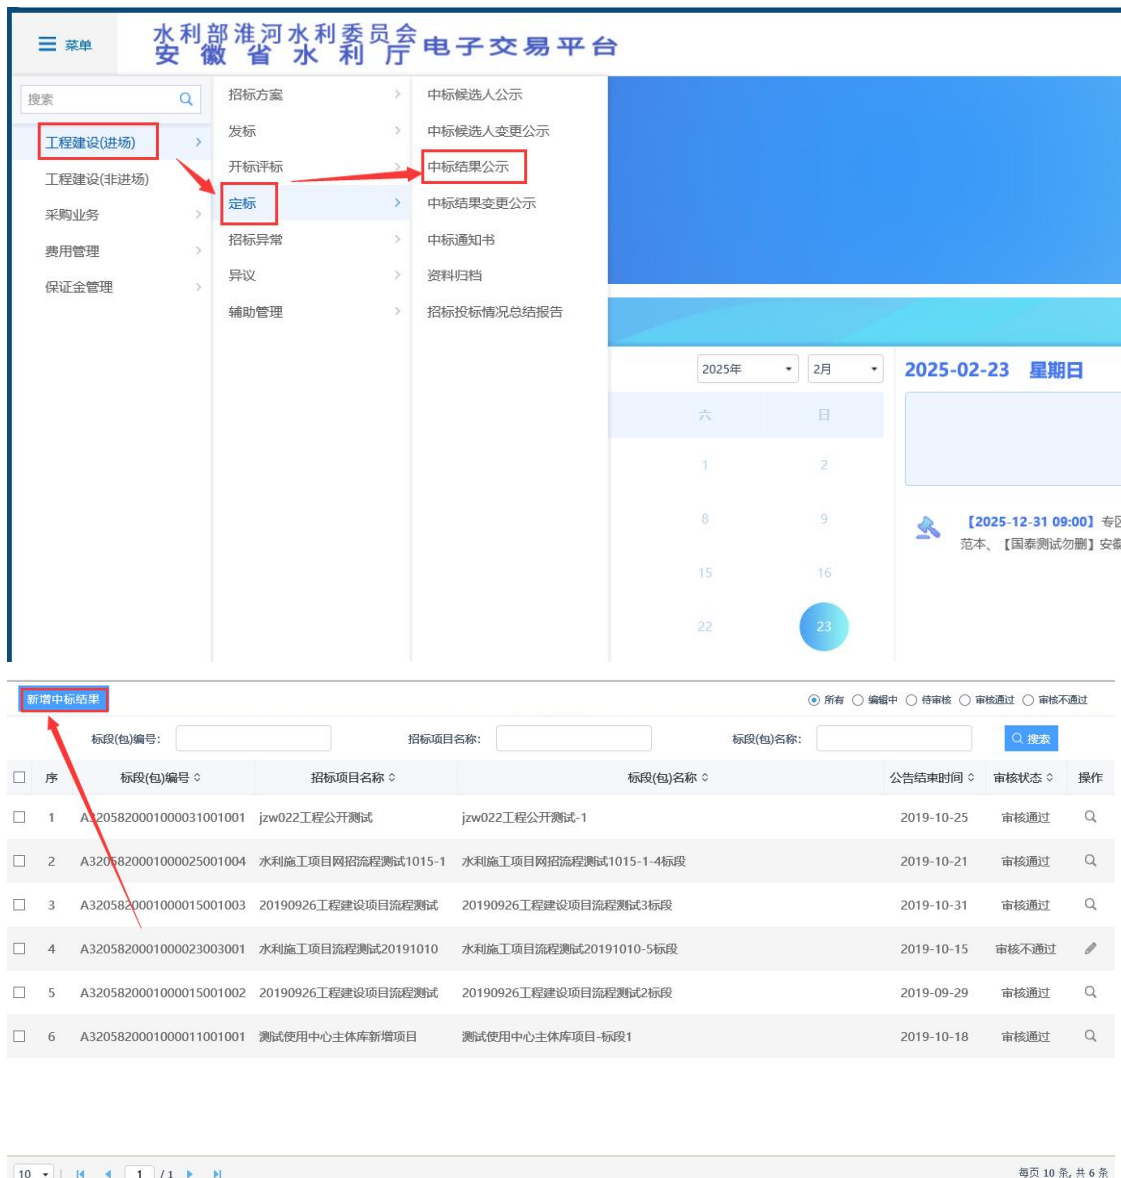 菜单
水利部淮河水利委员会
安徽省水利厅
电子交易平台
搜索
工程建设(进场)
工程建设(非进场)
采购业务
费用管理
保证金管理
招标方案
发标
开标评标
定标
招标异常
异议
辅助管理
中标候选人公示
中标候选人变更公示
中标结果公示
中标结果变更公示
中标通知书
资料归档
招标投标情况总结报告
2025年 2月
2025-02-23 星期日
六 日
1 2
8 9
15 16
22 23
【2025-12-31 09:00】专区
范本、【国泰测试勿删】安徽
新增中标结果
所有 编辑中 待审核 审核通过 审核不通过
标段(包)编号: 招标项目名称: 标段(包)名称: 搜索
序 标段(包)编号 招标项目名称 标段(包)名称 公告结束时间 审核状态 操作
1 A3205820001000031001001 jzw022工程公开测试 jzw022工程公开测试-1 2019-10-25 审核通过
2 A3205820001000025001004 水利施工项目网招流程测试1015-1 水利施工项目网招流程测试1015-1-4标段 2019-10-21 审核通过
3 A3205820001000015001003 20190926工程建设项目流程测试 20190926工程建设项目流程测试3标段 2019-10-31 审核通过
4 A3205820001000023003001 水利施工项目流程测试20191010 水利施工项目流程测试20191010-5标段 2019-10-15 审核不通过
5 A3205820001000015001002 20190926工程建设项目流程测试 20190926工程建设项目流程测试2标段 2019-09-29 审核通过
6 A3205820001000011001001 测试使用中心主体库新增项目 测试使用中心主体库项目-标段1 2019-10-18 审核通过
10 1 / 1 每页 10 条, 共 6 条